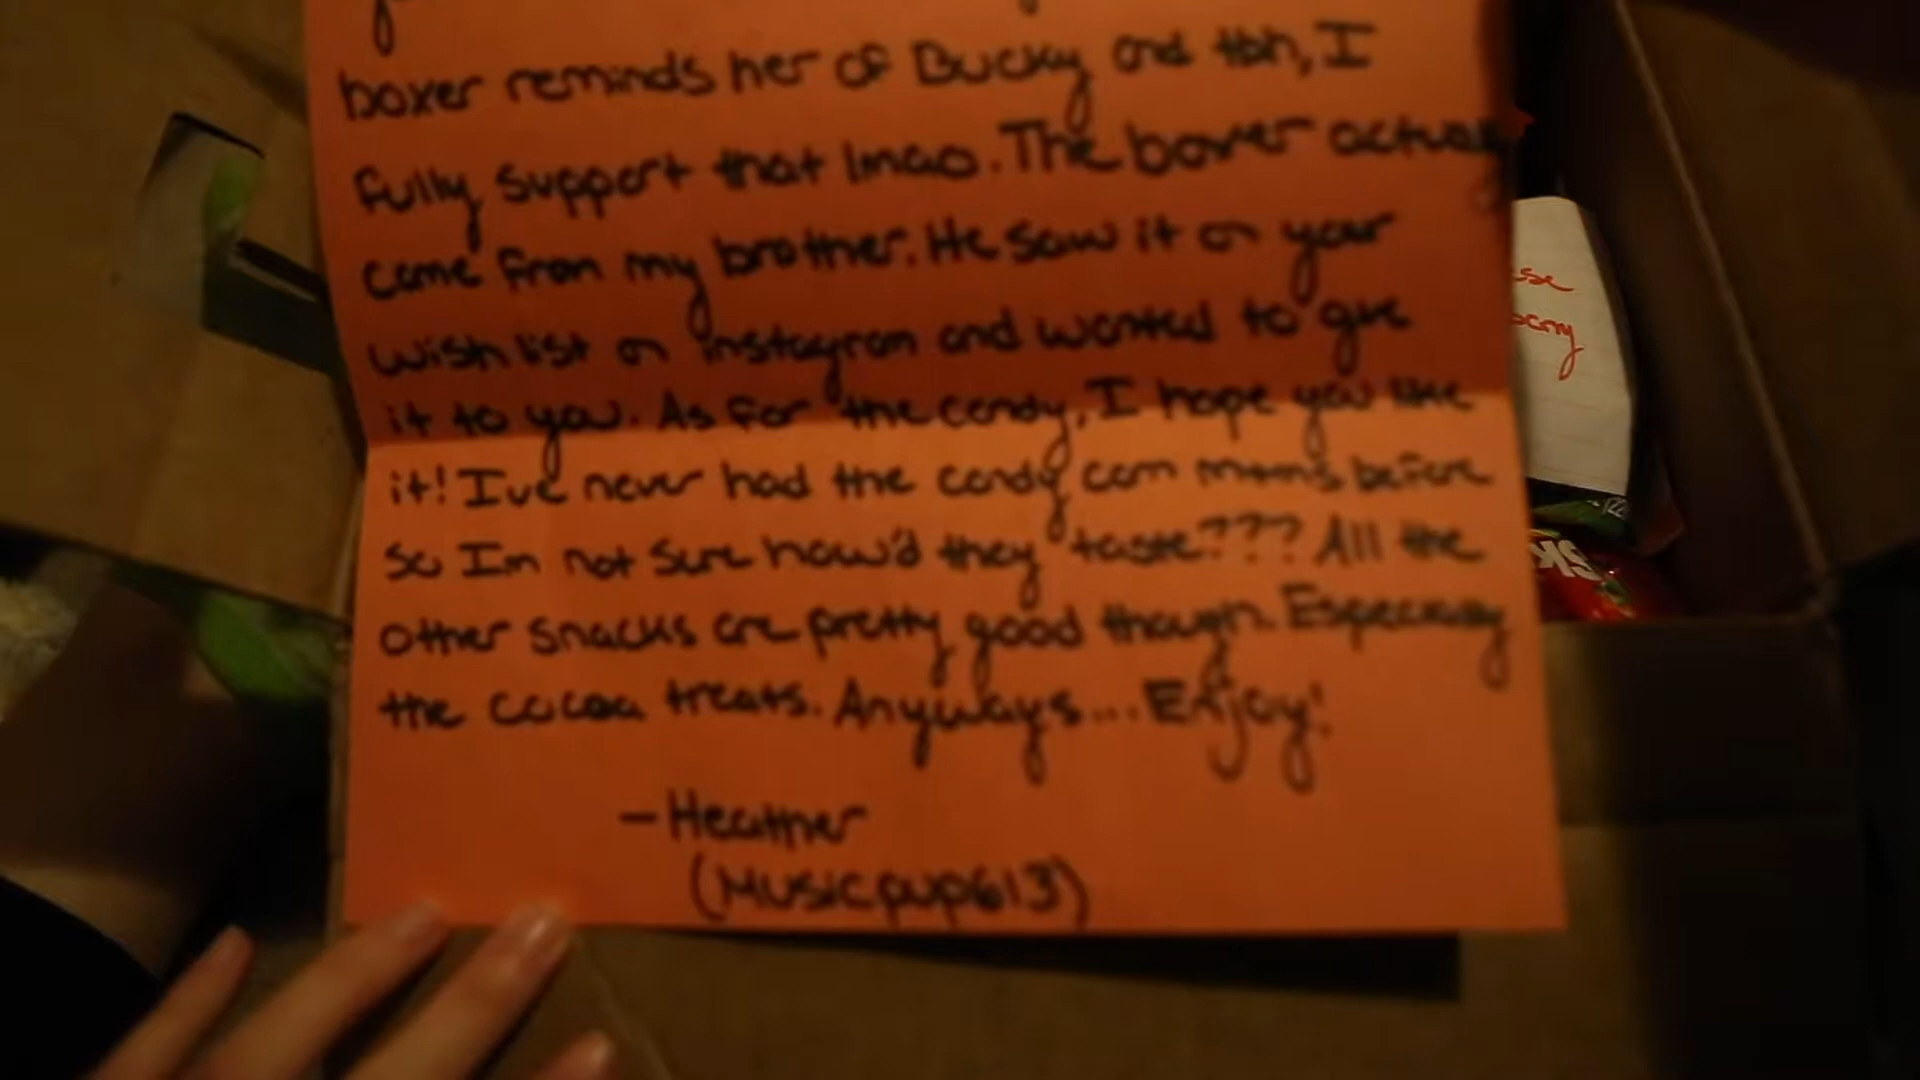 boxer reminds her of Bucky and tbh, I
fully support that lmao. The boxer actually
came from my brother. He saw it on your
wish list on instagram and wanted to give
it to you. As for the candy, I hope you like
it! I've never had the candy corn m+m's before
so I'm not sure how'd they taste??? All the
other snacks are pretty good though. Especially
the cocoa treats. Anyways... Enjoy!
- Heather
(Musicpup613)
SK